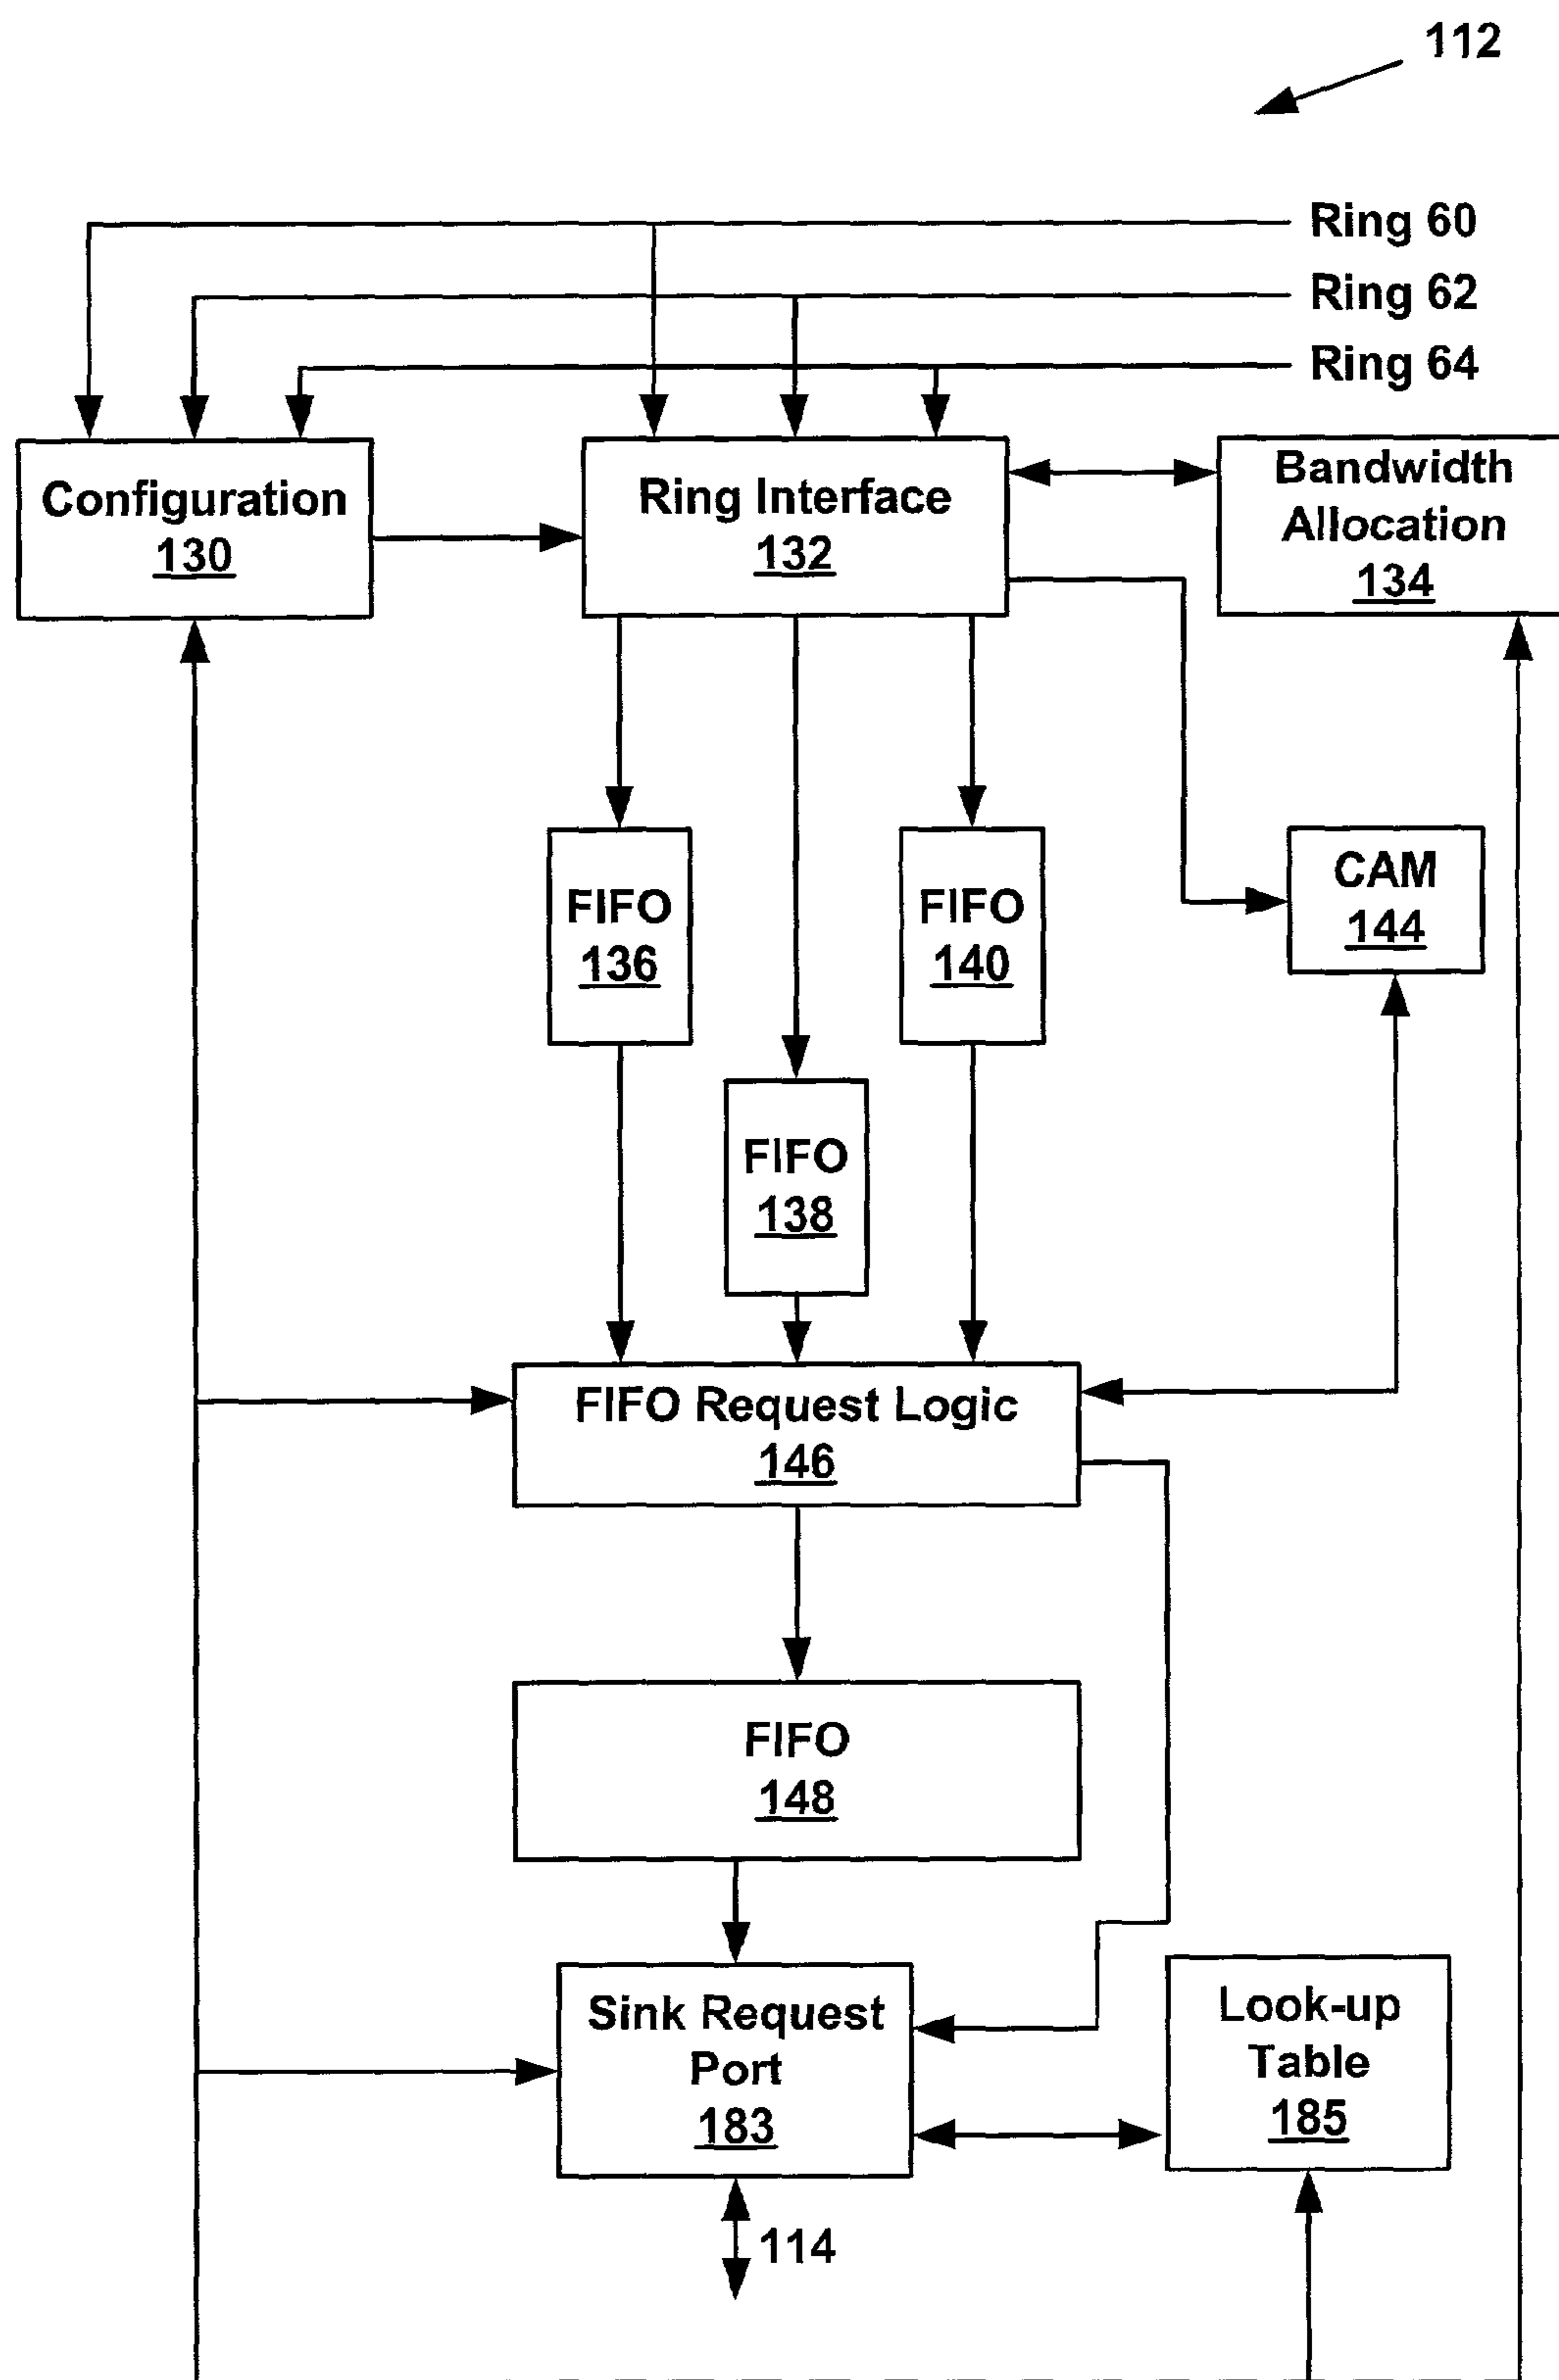 112
Ring 60
Ring 62
Ring 64
Configuration
130
Ring Interface
132
Bandwidth
Allocation
134
FIFO
136
FIFO
140
CAM
144
FIFO
138
FIFO Request Logic
146
FIFO
148
Sink Request
Port
183
Look-up
Table
185
114